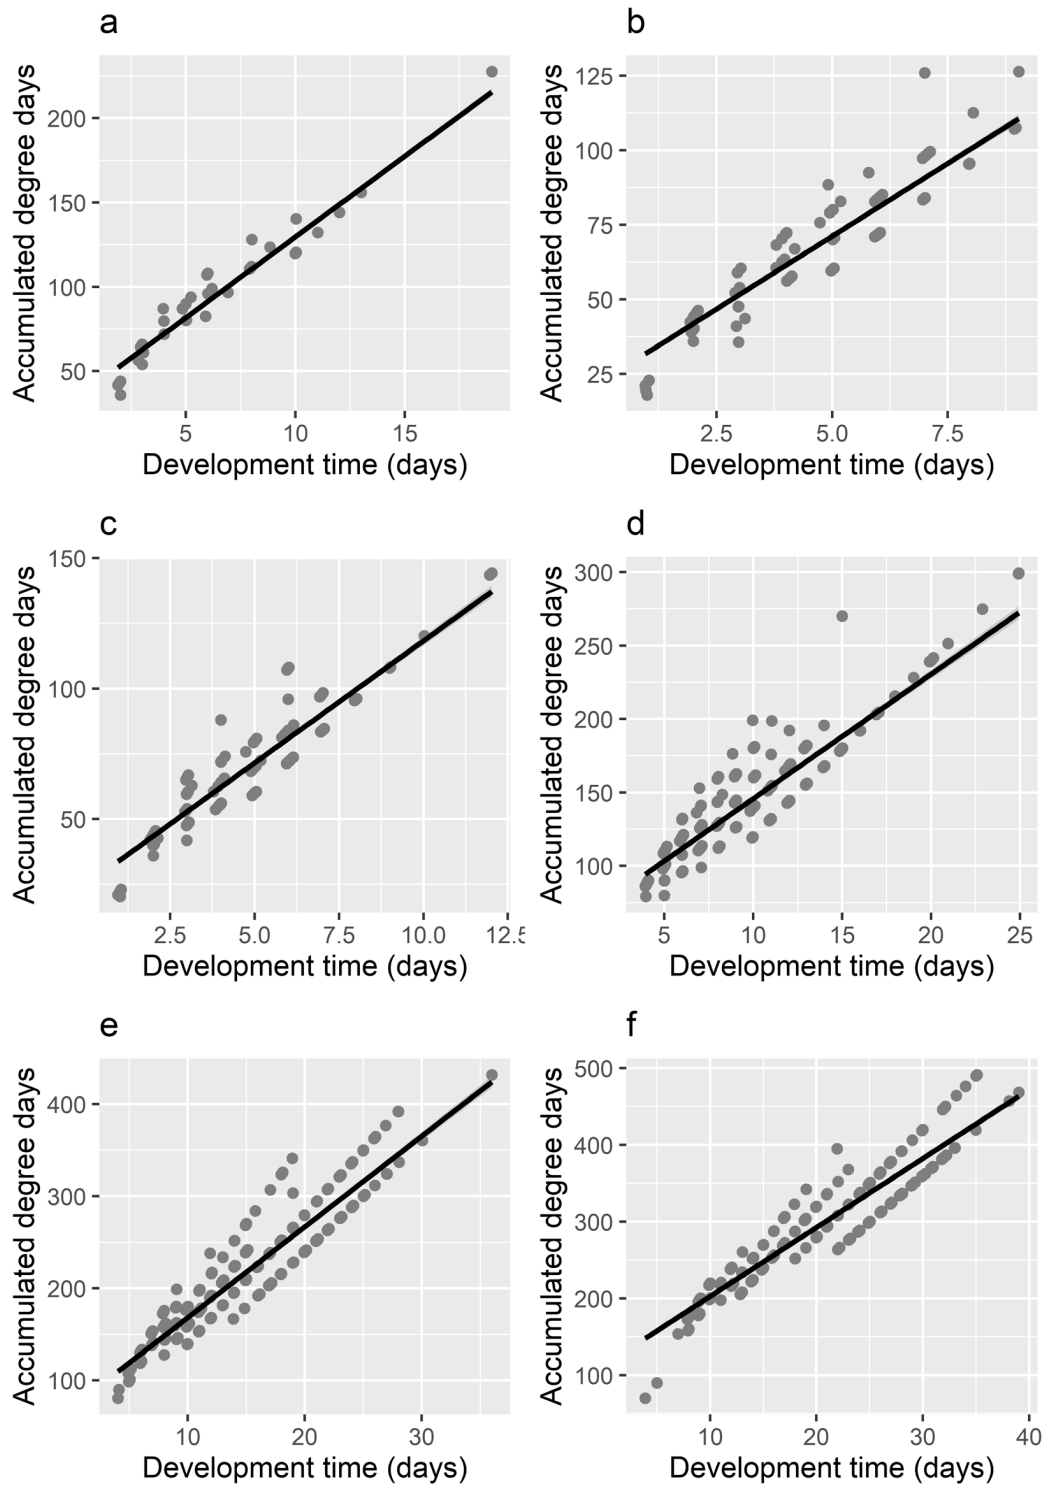 a
Accumulated degree days
200
150
100
50
5 10 15
Development time (days)
b
Accumulated degree days
125
100
75
50
25
2.5 5.0 7.5
Development time (days)
c
Accumulated degree days
150
100
50
2.5 5.0 7.5 10.0 12.5
Development time (days)
d
Accumulated degree days
300
250
200
150
100
5 10 15 20 25
Development time (days)
e
Accumulated degree days
400
300
200
100
10 20 30
Development time (days)
f
Accumulated degree days
500
400
300
200
100
10 20 30 40
Development time (days)